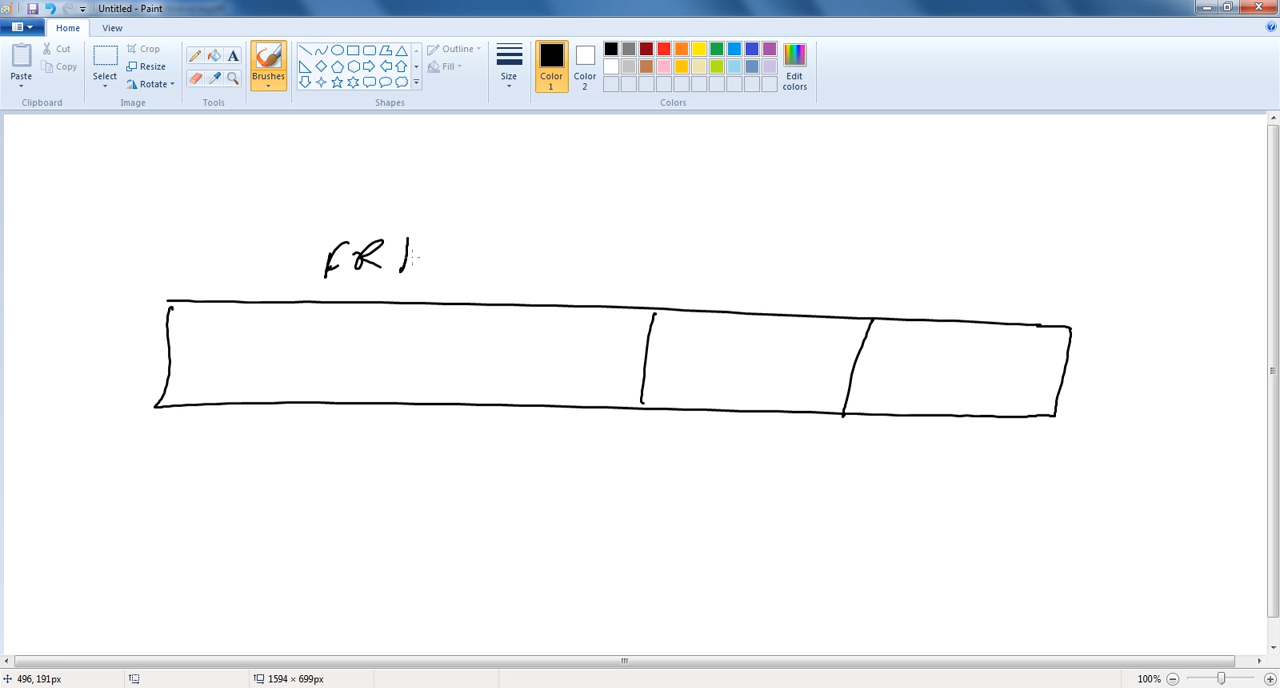 Untitled - Paint
Home View
Cut
Copy
Paste
Clipboard
Crop
Resize
Rotate
Select
Image
Tools
Brushes
Outline
Fill
Shapes
Size
Color 1
Color 2
Edit colors
Colors
FRI
496, 191px
1594 × 699px
100%